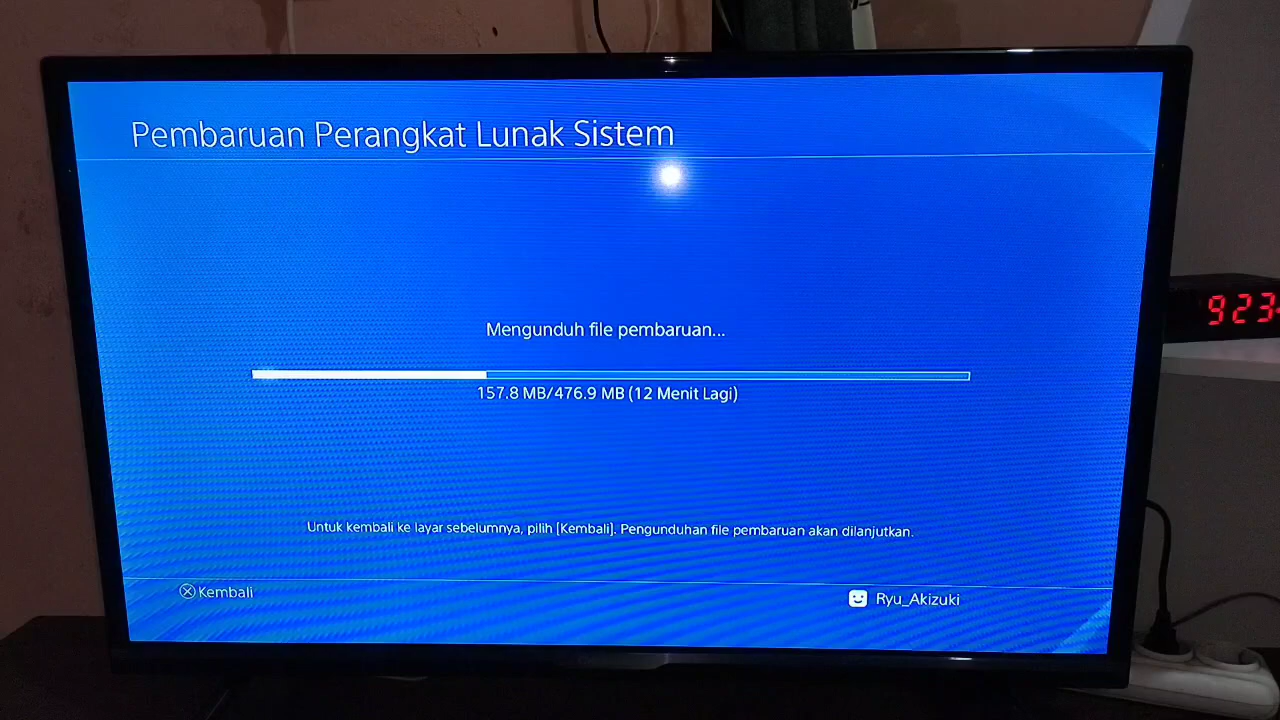 Pembaruan Perangkat Lunak Sistem
Mengunduh file pembaruan...
157.8 MB/476.9 MB (12 Menit Lagi)
Untuk kembali ke layar sebelumnya, pilih [Kembali]. Pengunduhan file pembaruan akan dilanjutkan.
Kembali
Ryu_Akizuki